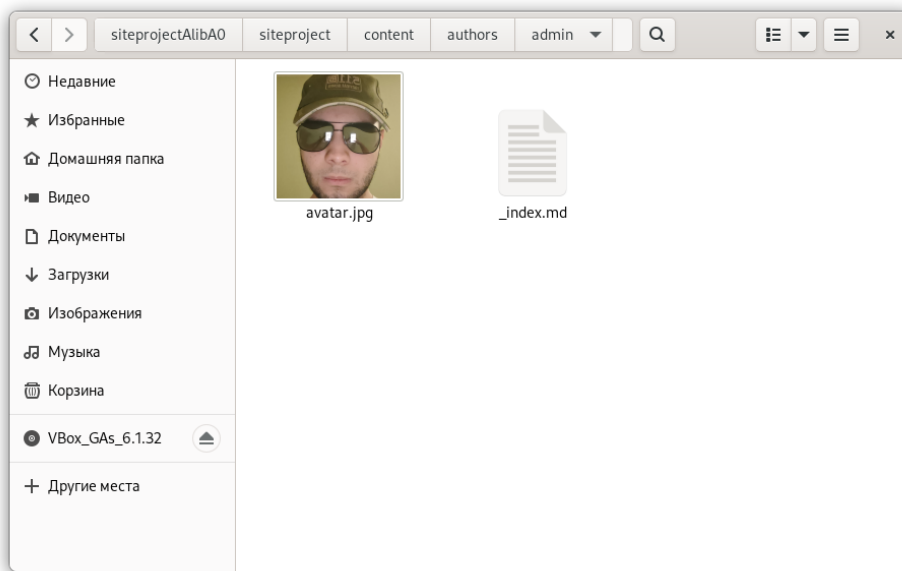 siteprojectAlibA0 siteproject content authors admin
Недавние
Избранные
Домашняя папка
Видео
Документы
Загрузки
Изображения
Музыка
Корзина
VBox_GAs_6.1.32
Другие места
avatar.jpg _index.md